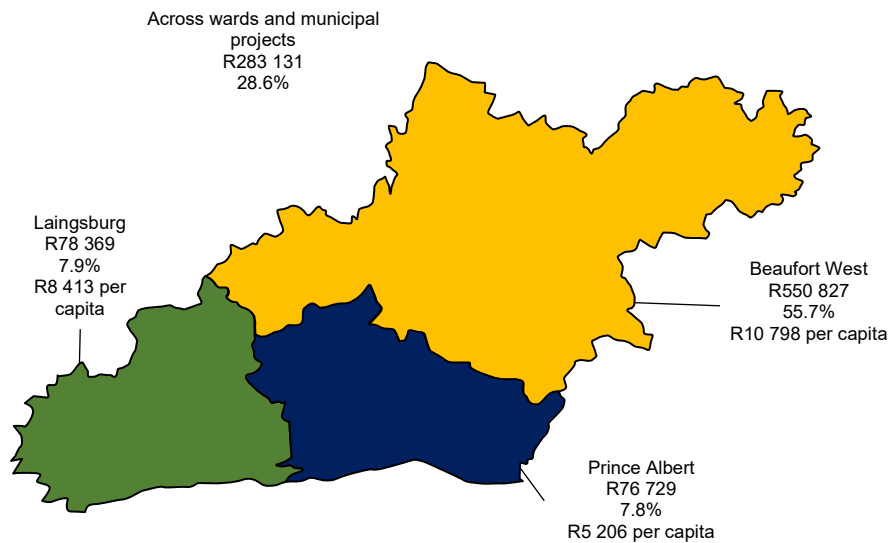 Across wards and municipal
projects
R283 131
28.6%
Laingsburg
R78 369
7.9%
R8 413 per
capita
Beaufort West
R550 827
55.7%
R10 798 per capita
Prince Albert
R76 729
7.8%
R5 206 per capita